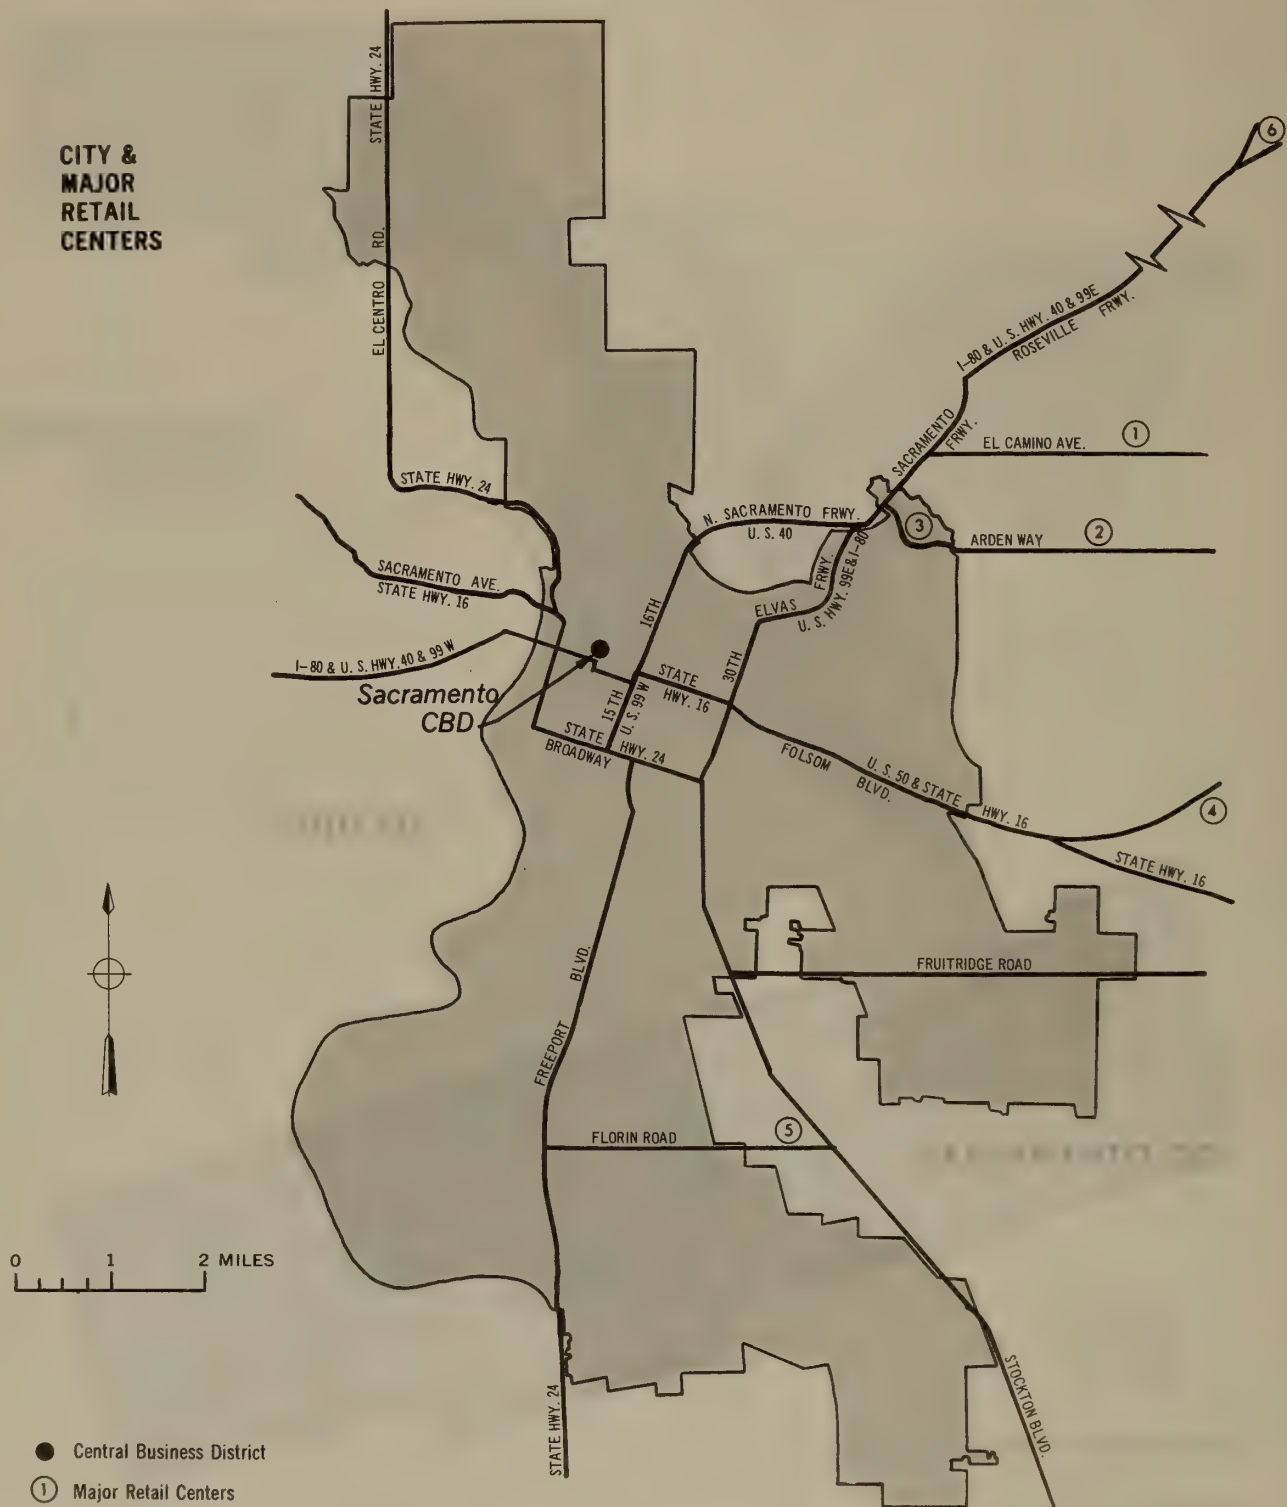 CITY &
MAJOR
RETAIL
CENTERS
STATE HWY. 24
EL CENTRO RD.
6
I-80 & U. S. HWY. 40 & 99E
ROSEVILLE FRWY.
SACRAMENTO
FRWY.
EL CAMINO AVE.
1
STATE HWY. 24
N. SACRAMENTO FRWY.
U. S. 40
3
ARDEN WAY
2
SACRAMENTO AVE.
STATE HWY. 16
ELVAS FRWY.
U. S. HWY. 99E & I-80
16TH
30TH
I-80 & U. S. HWY. 40 & 99 W
Sacramento
CBD
STATE
HWY. 16
15TH
U. S. 99 W
STATE HWY. 24
BROADWAY
FOLSOM
BLVD.
U. S. 50 & STATE HWY. 16
4
STATE HWY. 16
FRUITRIDGE ROAD
FREEPORT BLVD.
FLORIN ROAD
5
0 1 2 MILES
STATE HWY. 24
STOCKTON BLVD.
Central Business District
1 Major Retail Centers